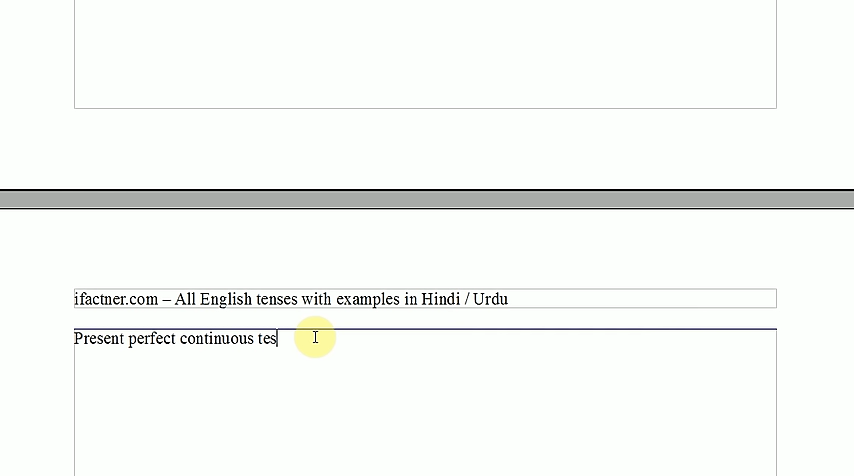 ifactner.com – All English tenses with examples in Hindi / Urdu
Present perfect continuous tes